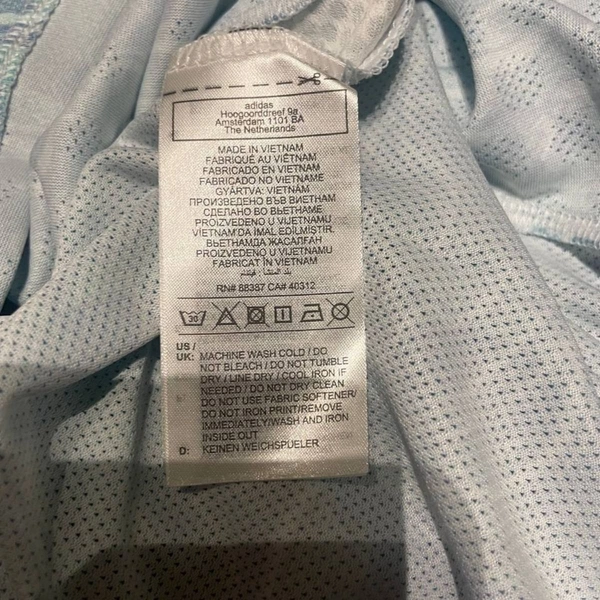 adidas
Hoogoorddreef 9a
Amsterdam 1101 BA
The Netherlands
MADE IN VIETNAM
FABRIQUÉ AU VIÊTNAM
FABRICADO EN VIETNAM
FABRICADO NO VIETNAME
GYÁRTVA: VIETNÁM
ПРОИЗВЕДЕНО ВЪВ ВИЕТНАМ
СДЕЛАНО ВО ВЬЕТНАМЕ
PROIZVEDENO U VIJETNAMU
VIETNAM'DA IMAL EDILMIŞTIR.
ВЬЕТНАМДА ЖАСАЛҒАН
PROIZVEDENO U VIJETNAMU
FABRICAT ÎN VIETNAM
RN# 88387 CA# 40312
30
US /
UK: MACHINE WASH COLD / DO
NOT BLEACH / DO NOT TUMBLE
DRY / LINE DRY / COOL IRON IF
NEEDED / DO NOT DRY CLEAN
DO NOT USE FABRIC SOFTENER/
DO NOT IRON PRINT/REMOVE
IMMEDIATELY/WASH AND IRON
INSIDE OUT
D: KEINEN WEICHSPUELER